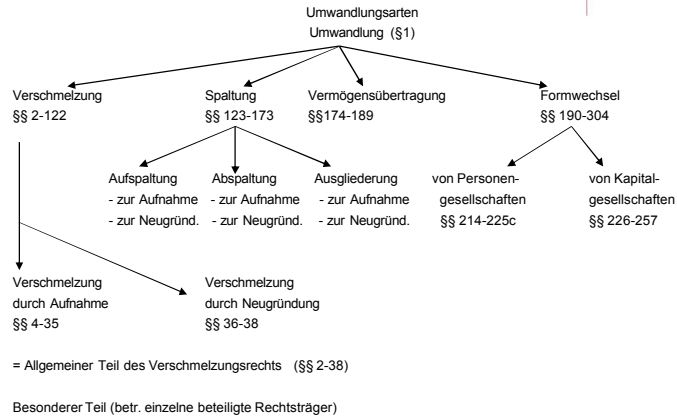 Umwandlungsarten
Umwandlung (§1)
Verschmelzung
§§ 2-122
Spaltung
§§ 123-173
Vermögensübertragung
§§174-189
Formwechsel
§§ 190-304
Aufspaltung
- zur Aufnahme
- zur Neugründ.
Abspaltung
- zur Aufnahme
- zur Neugründ.
Ausgliederung
- zur Aufnahme
- zur Neugründ.
von Personen-
gesellschaften
§§ 214-225c
von Kapital-
gesellschaften
§§ 226-257
Verschmelzung
durch Aufnahme
§§ 4-35
Verschmelzung
durch Neugründung
§§ 36-38
= Allgemeiner Teil des Verschmelzungsrechts (§§ 2-38)
Besonderer Teil (betr. einzelne beteiligte Rechtsträger)